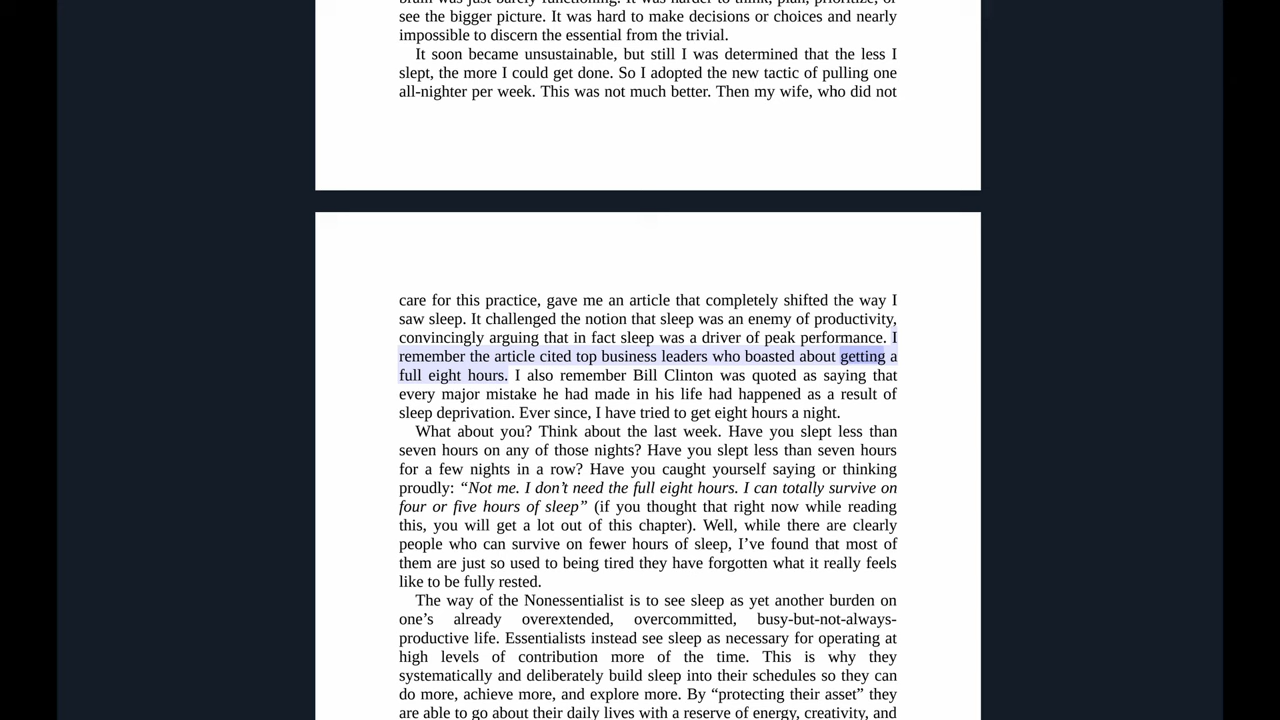 brain was just barely functioning. It was harder to think, plan, prioritize, or
see the bigger picture. It was hard to make decisions or choices and nearly
impossible to discern the essential from the trivial.
It soon became unsustainable, but still I was determined that the less I
slept, the more I could get done. So I adopted the new tactic of pulling one
all-nighter per week. This was not much better. Then my wife, who did not
care for this practice, gave me an article that completely shifted the way I
saw sleep. It challenged the notion that sleep was an enemy of productivity,
convincingly arguing that in fact sleep was a driver of peak performance. I
remember the article cited top business leaders who boasted about getting a
full eight hours. I also remember Bill Clinton was quoted as saying that
every major mistake he had made in his life had happened as a result of
sleep deprivation. Ever since, I have tried to get eight hours a night.
What about you? Think about the last week. Have you slept less than
seven hours on any of those nights? Have you slept less than seven hours
for a few nights in a row? Have you caught yourself saying or thinking
proudly: “Not me. I don’t need the full eight hours. I can totally survive on
four or five hours of sleep” (if you thought that right now while reading
this, you will get a lot out of this chapter). Well, while there are clearly
people who can survive on fewer hours of sleep, I’ve found that most of
them are just so used to being tired they have forgotten what it really feels
like to be fully rested.
The way of the Nonessentialist is to see sleep as yet another burden on
one’s already overextended, overcommitted, busy-but-not-always-
productive life. Essentialists instead see sleep as necessary for operating at
high levels of contribution more of the time. This is why they
systematically and deliberately build sleep into their schedules so they can
do more, achieve more, and explore more. By “protecting their asset” they
are able to go about their daily lives with a reserve of energy, creativity, and